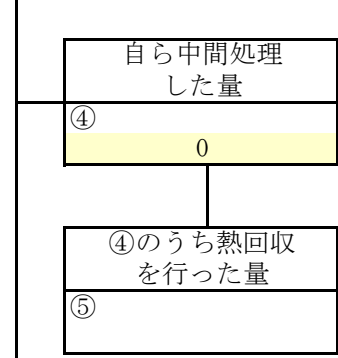 自ら中間処理
した量
④
0
④のうち熱回収
を行った量
⑤